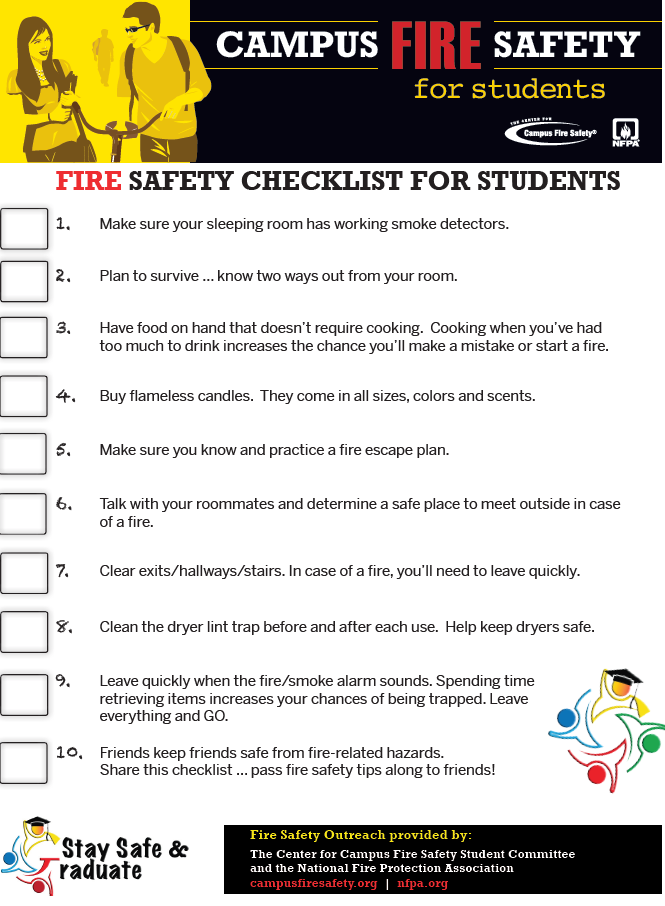 CAMPUS FIRE SAFETY
for students
THE CENTER FOR
Campus Fire Safety®
NFPA®
FIRE SAFETY CHECKLIST FOR STUDENTS
1. Make sure your sleeping room has working smoke detectors.
2. Plan to survive ... know two ways out from your room.
3. Have food on hand that doesn't require cooking. Cooking when you've had
too much to drink increases the chance you'll make a mistake or start a fire.
4. Buy flameless candles. They come in all sizes, colors and scents.
5. Make sure you know and practice a fire escape plan.
6. Talk with your roommates and determine a safe place to meet outside in case
of a fire.
7. Clear exits/hallways/stairs. In case of a fire, you'll need to leave quickly.
8. Clean the dryer lint trap before and after each use. Help keep dryers safe.
9. Leave quickly when the fire/smoke alarm sounds. Spending time
retrieving items increases your chances of being trapped. Leave
everything and GO.
10. Friends keep friends safe from fire-related hazards.
Share this checklist ... pass fire safety tips along to friends!
Stay Safe &
raduate
Fire Safety Outreach provided by:
The Center for Campus Fire Safety Student Committee
and the National Fire Protection Association
campusfiresafety.org | nfpa.org